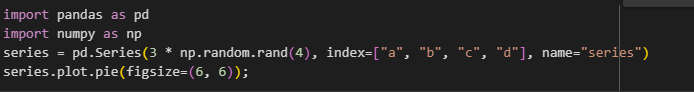 import pandas as pd
import numpy as np
series = pd.Series(3 * np.random.rand(4), index=["a", "b", "c", "d"], name="series")
series.plot.pie(figsize=(6, 6));